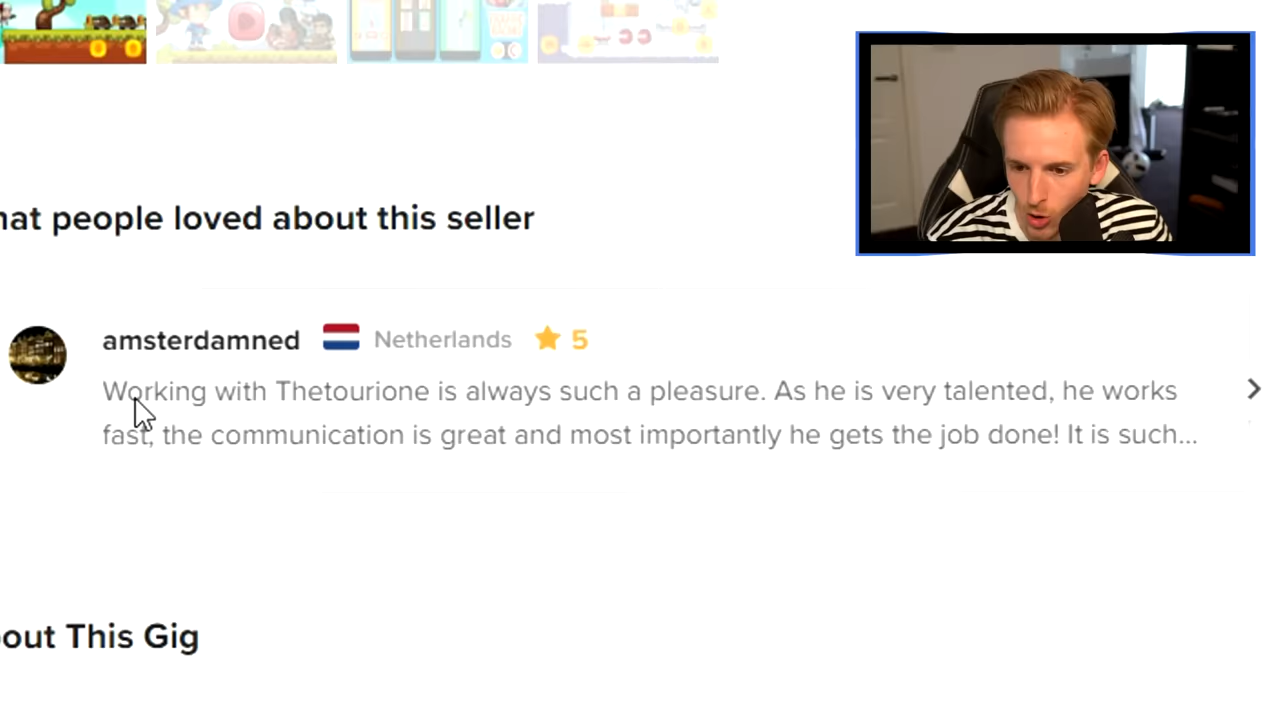 hat people loved about this seller
amsterdamned Netherlands 5
Working with Thetourione is always such a pleasure. As he is very talented, he works
fast, the communication is great and most importantly he gets the job done! It is such...
out This Gig